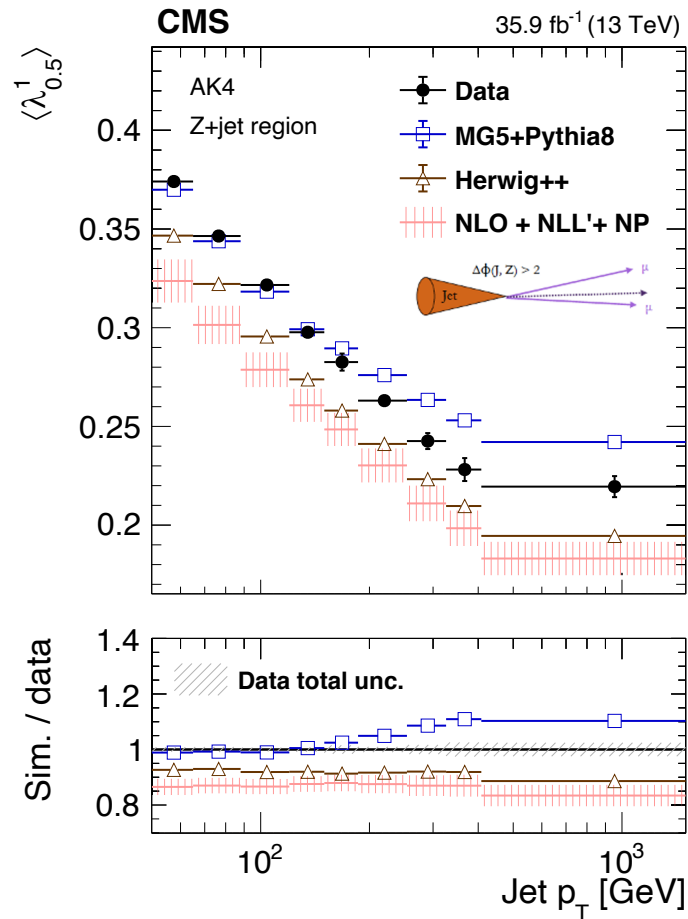 CMS 35.9 fb⁻¹ (13 TeV)
⟨λ¹₀.₅⟩
AK4
Z+jet region
Data
MG5+Pythia8
Herwig++
NLO + NLL'+ NP
Δϕ(J, Z) > 2
Jet
μ
μ
0.4
0.35
0.3
0.25
0.2
Sim. / data
Data total unc.
1.4
1.2
1
0.8
10² 10³
Jet p_T [GeV]